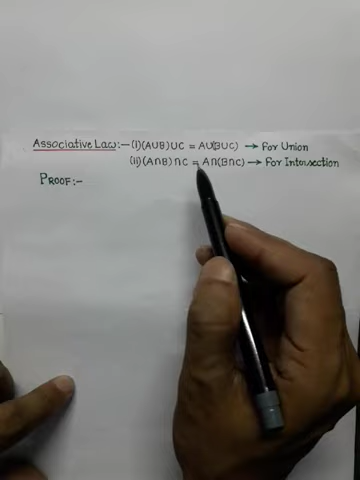 Associative Law:- (i) (A∪B)∪C = A∪(B∪C) → For Union
(ii) (A∩B)∩C = A∩(B∩C) → For Intersection
PROOF:-